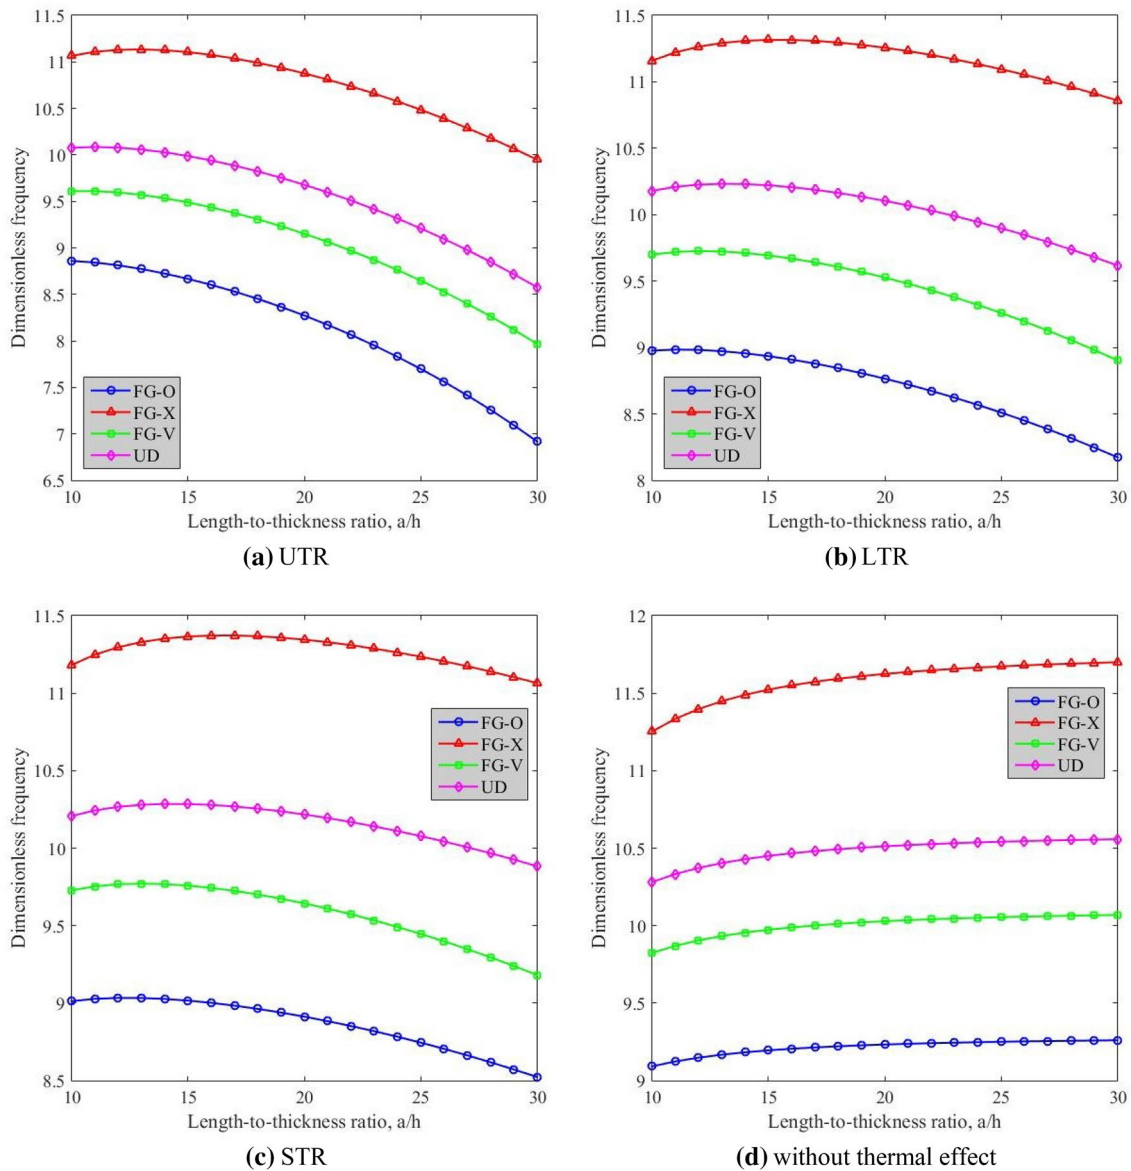 11.5
11
10.5
10
9.5
9
8.5
8
7.5
7
6.5
Dimensionless frequency
FG-O
FG-X
FG-V
UD
10 15 20 25 30
Length-to-thickness ratio, a/h
(a) UTR
11.5
11
10.5
10
9.5
9
8.5
8
Dimensionless frequency
FG-O
FG-X
FG-V
UD
10 15 20 25 30
Length-to-thickness ratio, a/h
(b) LTR
11.5
11
10.5
10
9.5
9
8.5
Dimensionless frequency
FG-O
FG-X
FG-V
UD
10 15 20 25 30
Length-to-thickness ratio, a/h
(c) STR
12
11.5
11
10.5
10
9.5
9
Dimensionless frequency
FG-O
FG-X
FG-V
UD
10 15 20 25 30
Length-to-thickness ratio, a/h
(d) without thermal effect